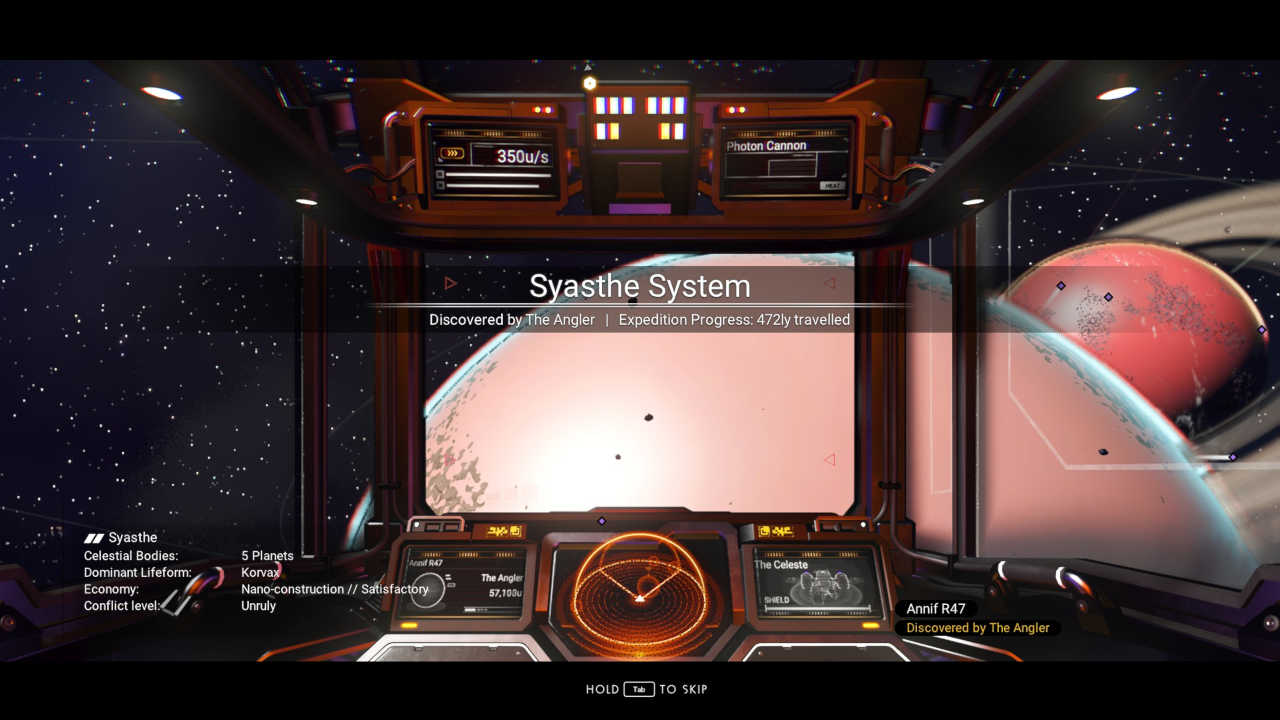 350u/s
Photon Cannon
HEAT
Syasthe System
Discovered by The Angler | Expedition Progress: 472ly travelled
Syasthe
Celestial Bodies: 5 Planets
Dominant Lifeform: Korvax
Economy: Nano-construction // Satisfactory
Conflict level: Unruly
Annif R47
The Angler
57,100u
The Celeste
SHIELD
Annif R47
Discovered by The Angler
HOLD Tab TO SKIP